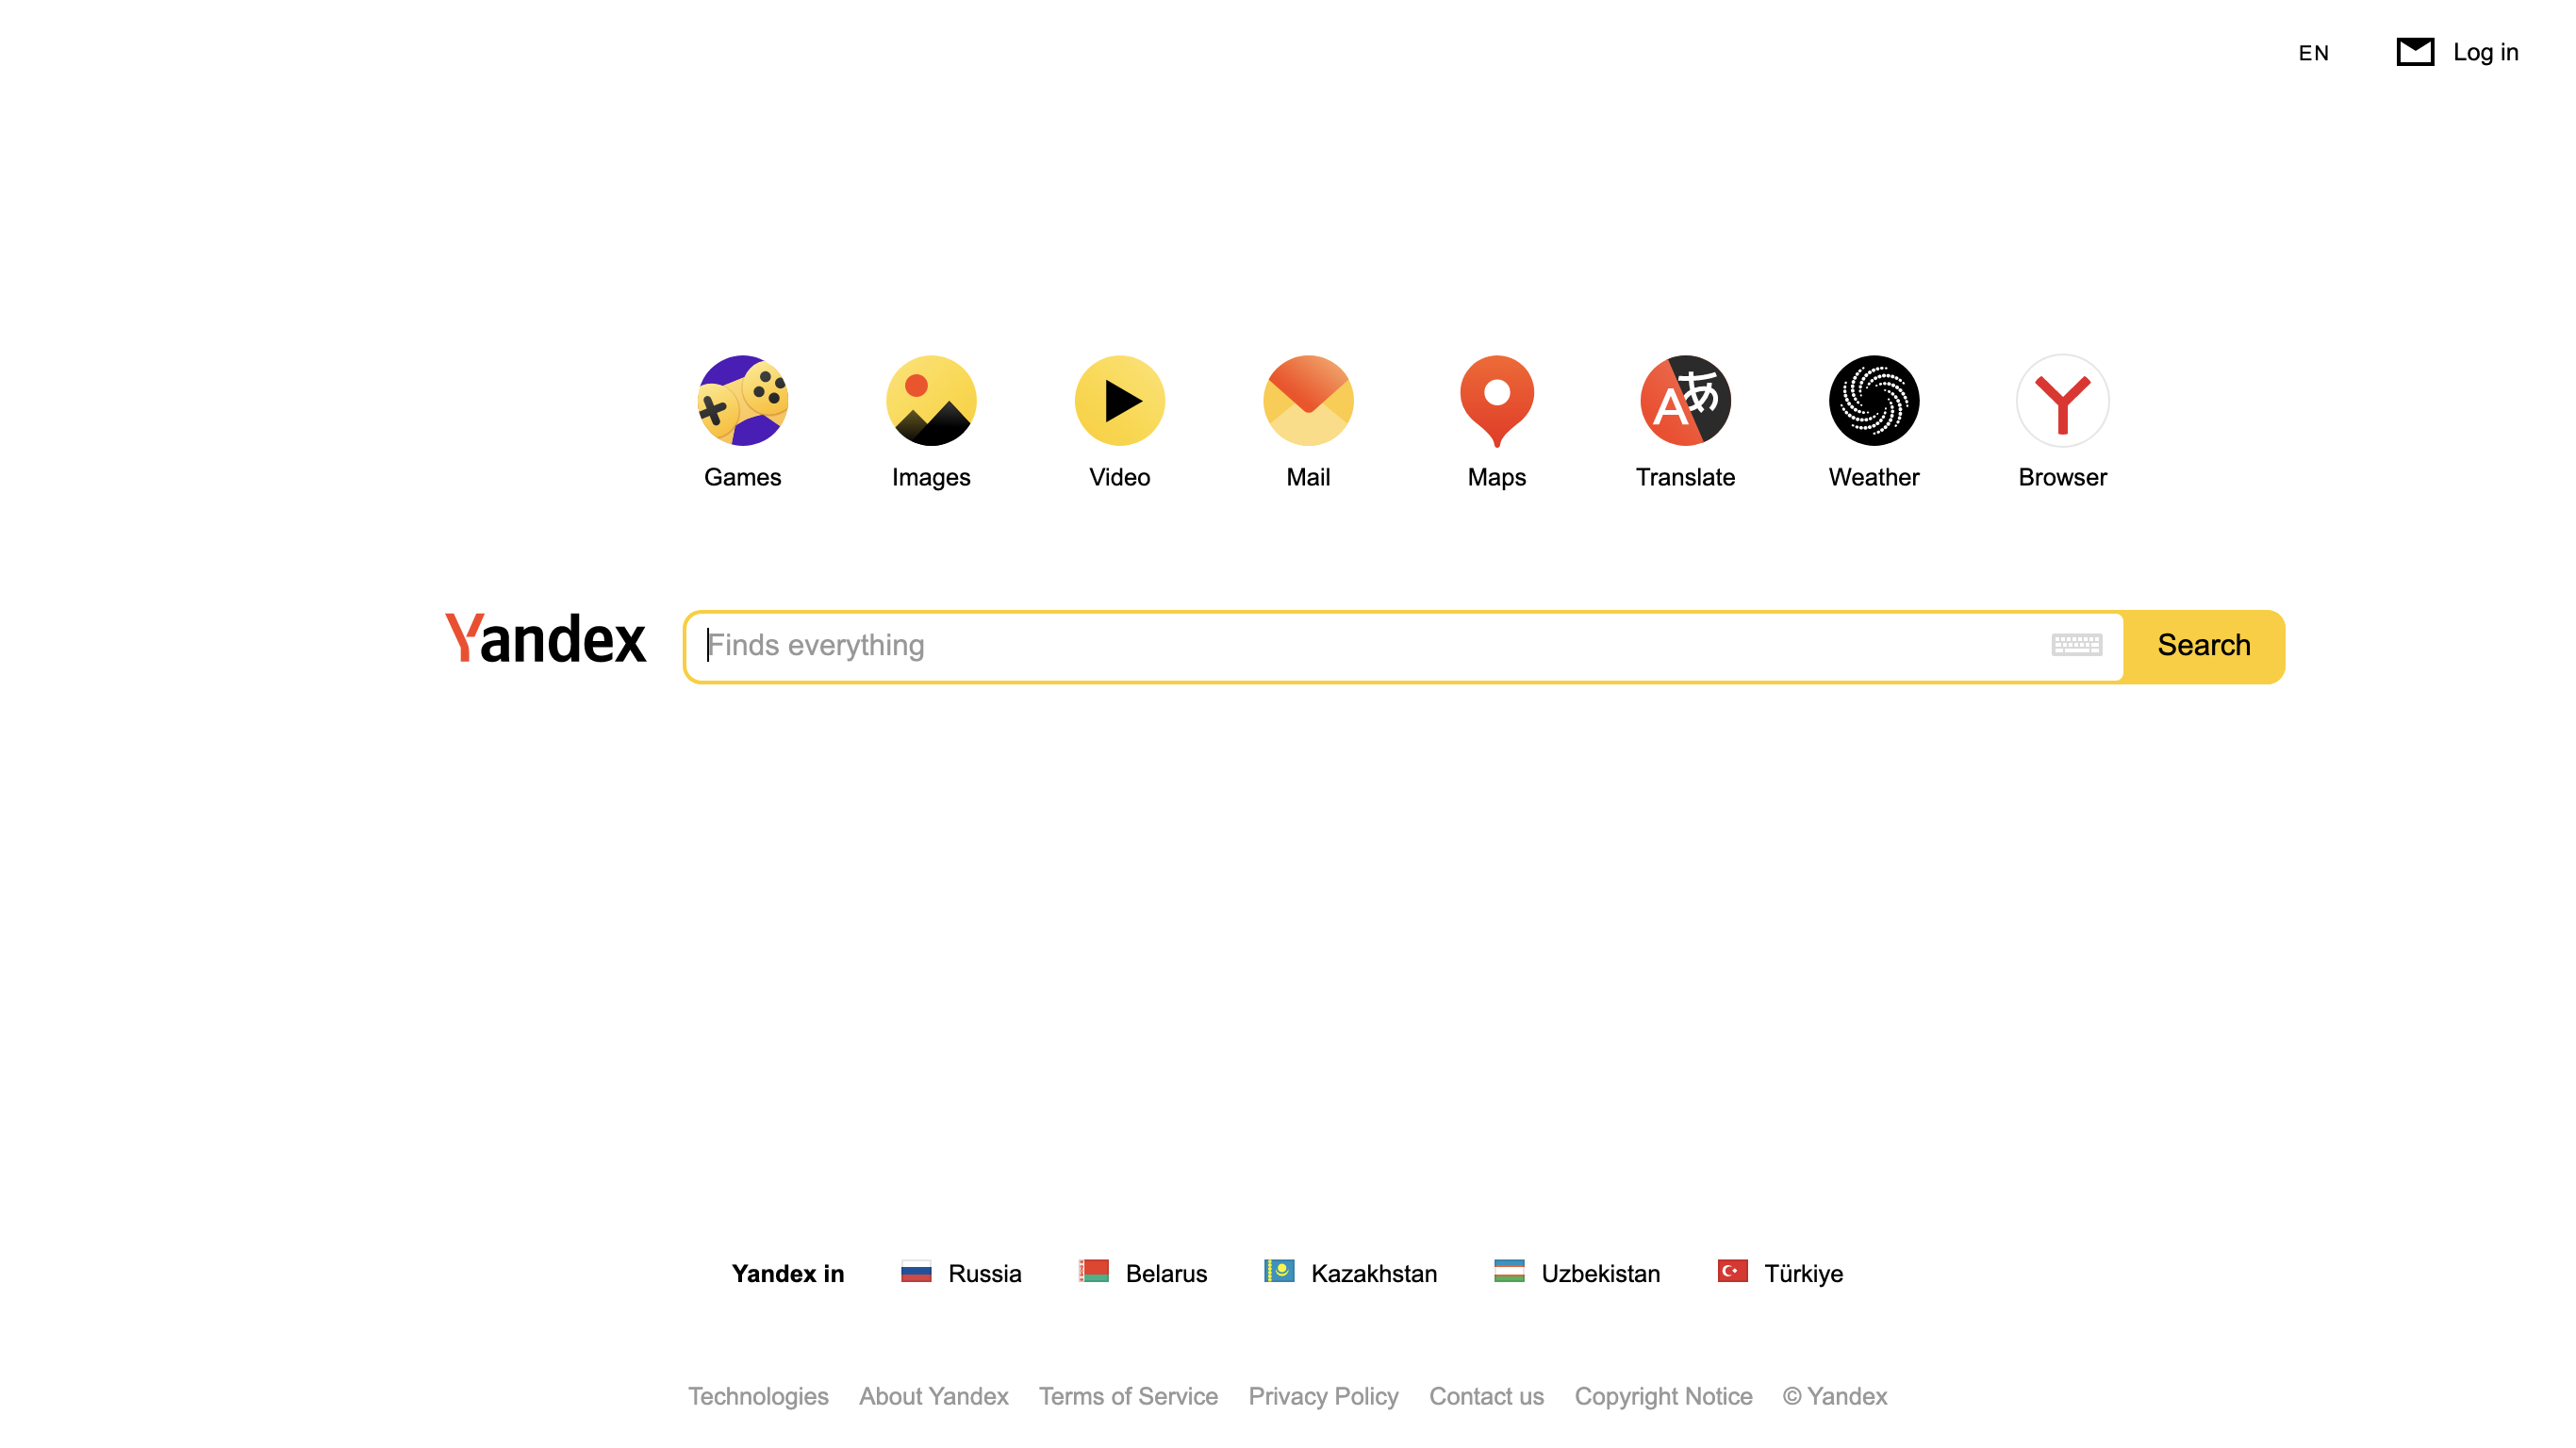 EN Log in
Games Images Video Mail Maps Translate Weather Browser
Yandex Finds everything Search
Yandex in Russia Belarus Kazakhstan Uzbekistan Türkiye
Technologies About Yandex Terms of Service Privacy Policy Contact us Copyright Notice © Yandex